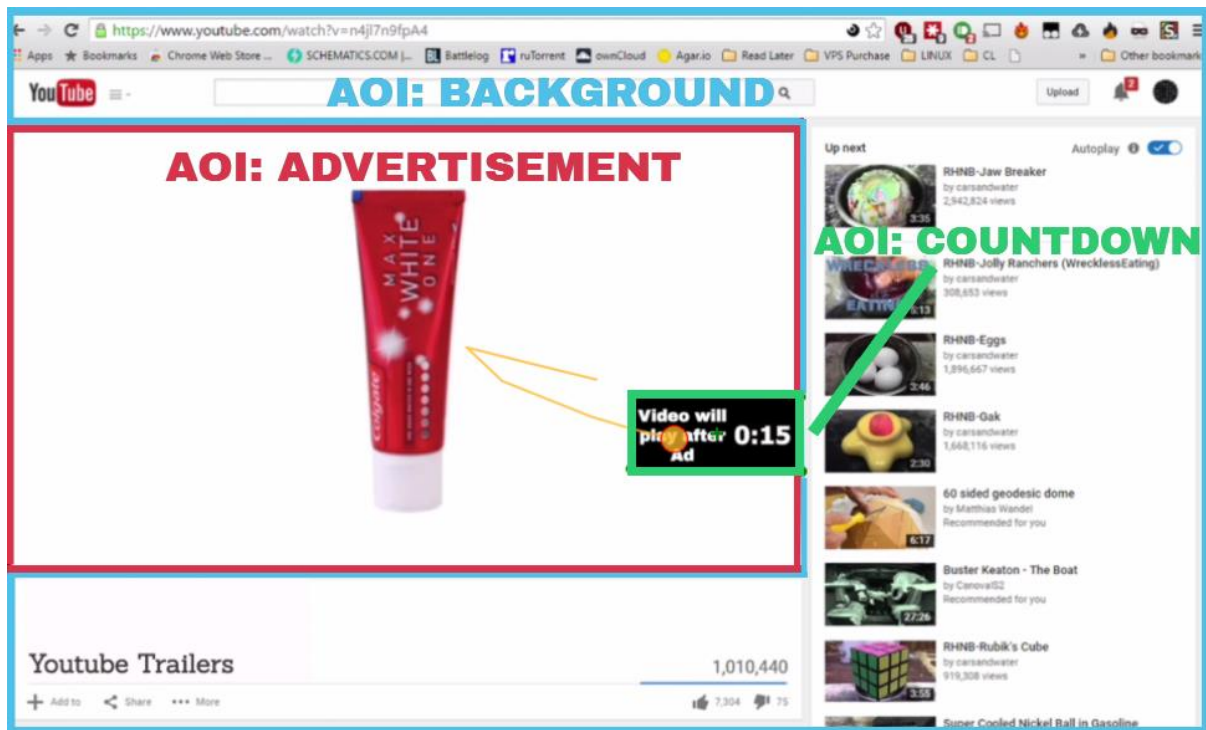 https://www.youtube.com/watch?v=n4jl7n9fpA4
Apps Bookmarks Chrome Web Store ... SCHEMATICS.COM |... Battlelog ruTorrent ownCloud Agar.io Read Later VPS Purchase LINUX CL » Other bookmark
YouTube
AOI: BACKGROUND
Upload
2
AOI: ADVERTISEMENT
MAX
WHITE
ONE
Colgate
Video will
play after
Ad
0:15
AOI: COUNTDOWN
Up next Autoplay
RHNB-Jaw Breaker
by carsandwater
2,942,824 views
3:35
RHNB-Jolly Ranchers (WrecklessEating)
by carsandwater
308,653 views
WRECKLESS
EATING
5:13
RHNB-Eggs
by carsandwater
1,896,667 views
3:46
RHNB-Gak
by carsandwater
1,668,116 views
2:30
60 sided geodesic dome
by Matthias Wandel
Recommended for you
6:17
Buster Keaton - The Boat
by Canoval52
Recommended for you
27:26
RHNB-Rubik's Cube
by carsandwater
919,308 views
3:55
Super Cooled Nickel Ball in Gasoline
Youtube Trailers
1,010,440
Add to Share More
7,304 75